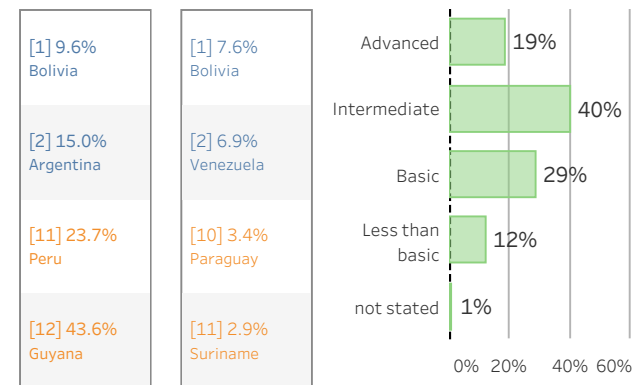 [1] 9.6%
Bolivia
[2] 15.0%
Argentina
[11] 23.7%
Peru
[12] 43.6%
Guyana
[1] 7.6%
Bolivia
[2] 6.9%
Venezuela
[10] 3.4%
Paraguay
[11] 2.9%
Suriname
Advanced 19%
Intermediate 40%
Basic 29%
Less than
basic 12%
not stated 1%
0% 20% 40% 60%